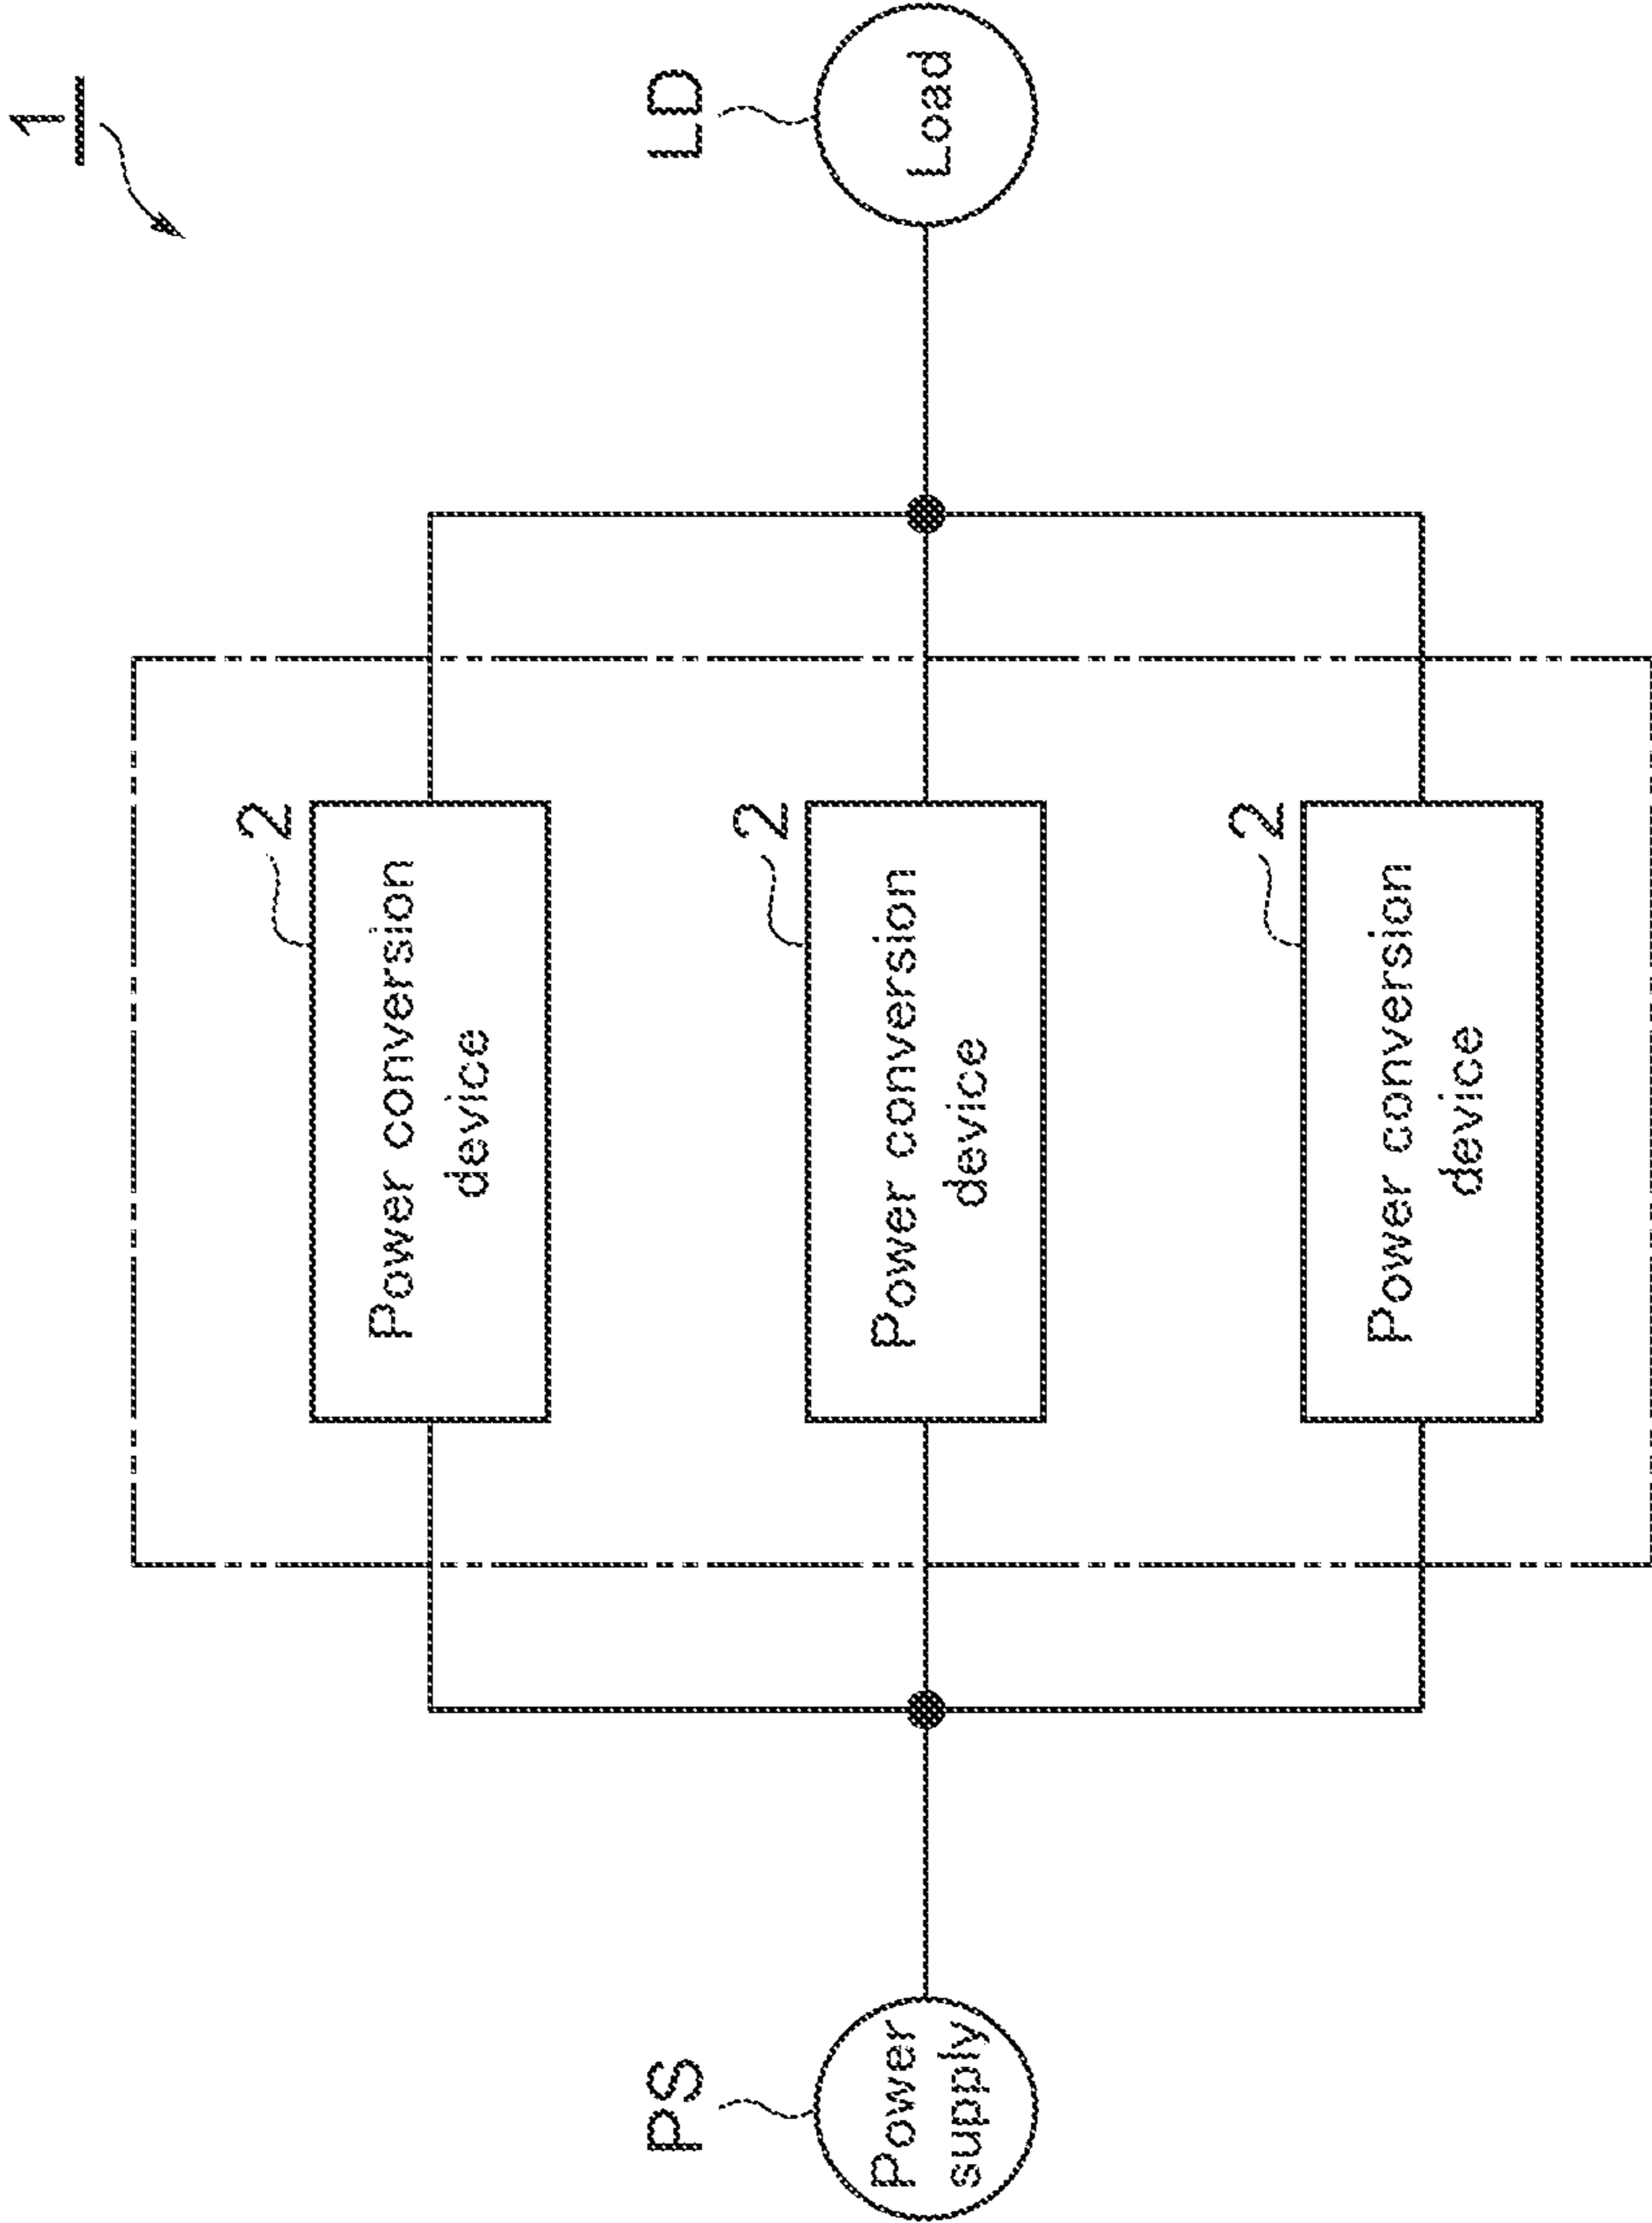 1
PS
Power
supply
2
Power conversion
device
2
Power conversion
device
2
Power conversion
device
LD
Load